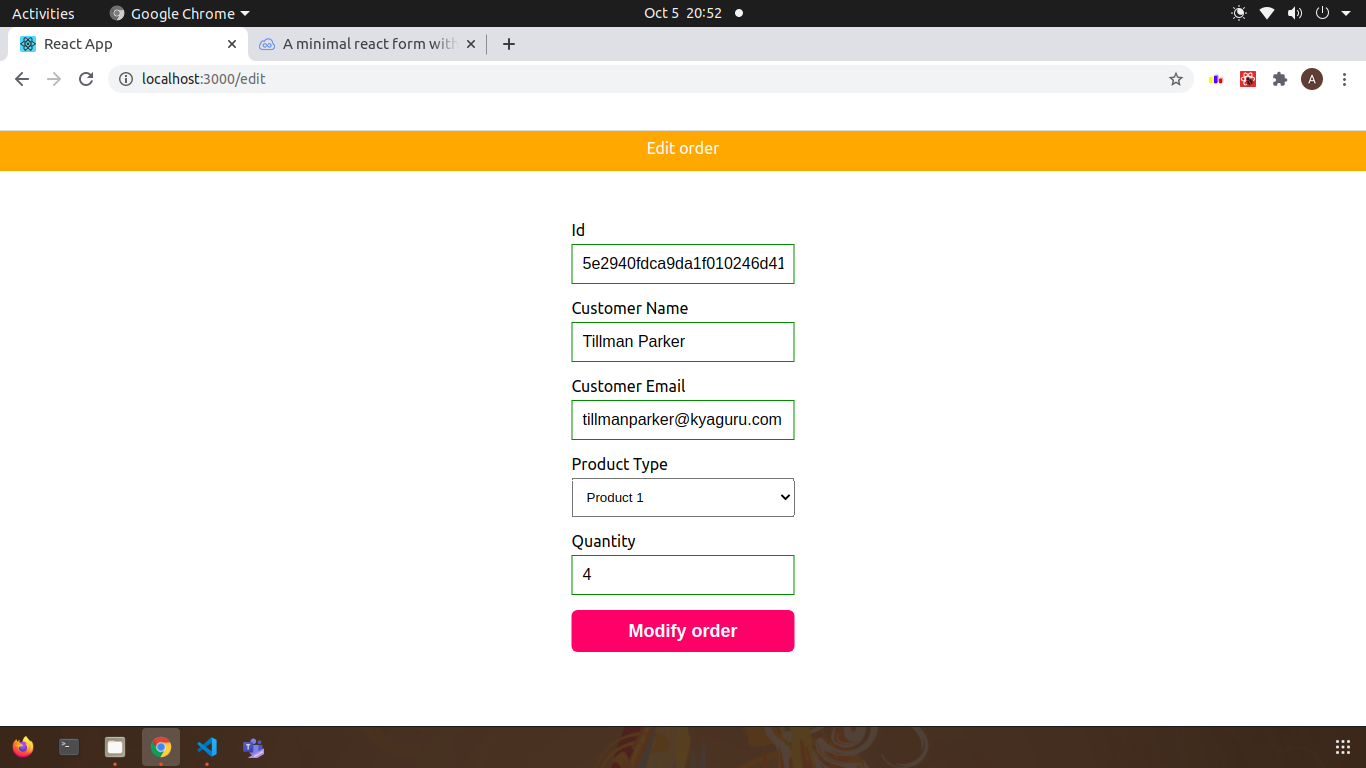 Activities
Google Chrome
Oct 5 20:52
React App
A minimal react form with
localhost:3000/edit
A
Edit order
Id
5e2940fdca9da1f010246d41
Customer Name
Tillman Parker
Customer Email
tillmanparker@kyaguru.com
Product Type
Product 1
Quantity
4
Modify order